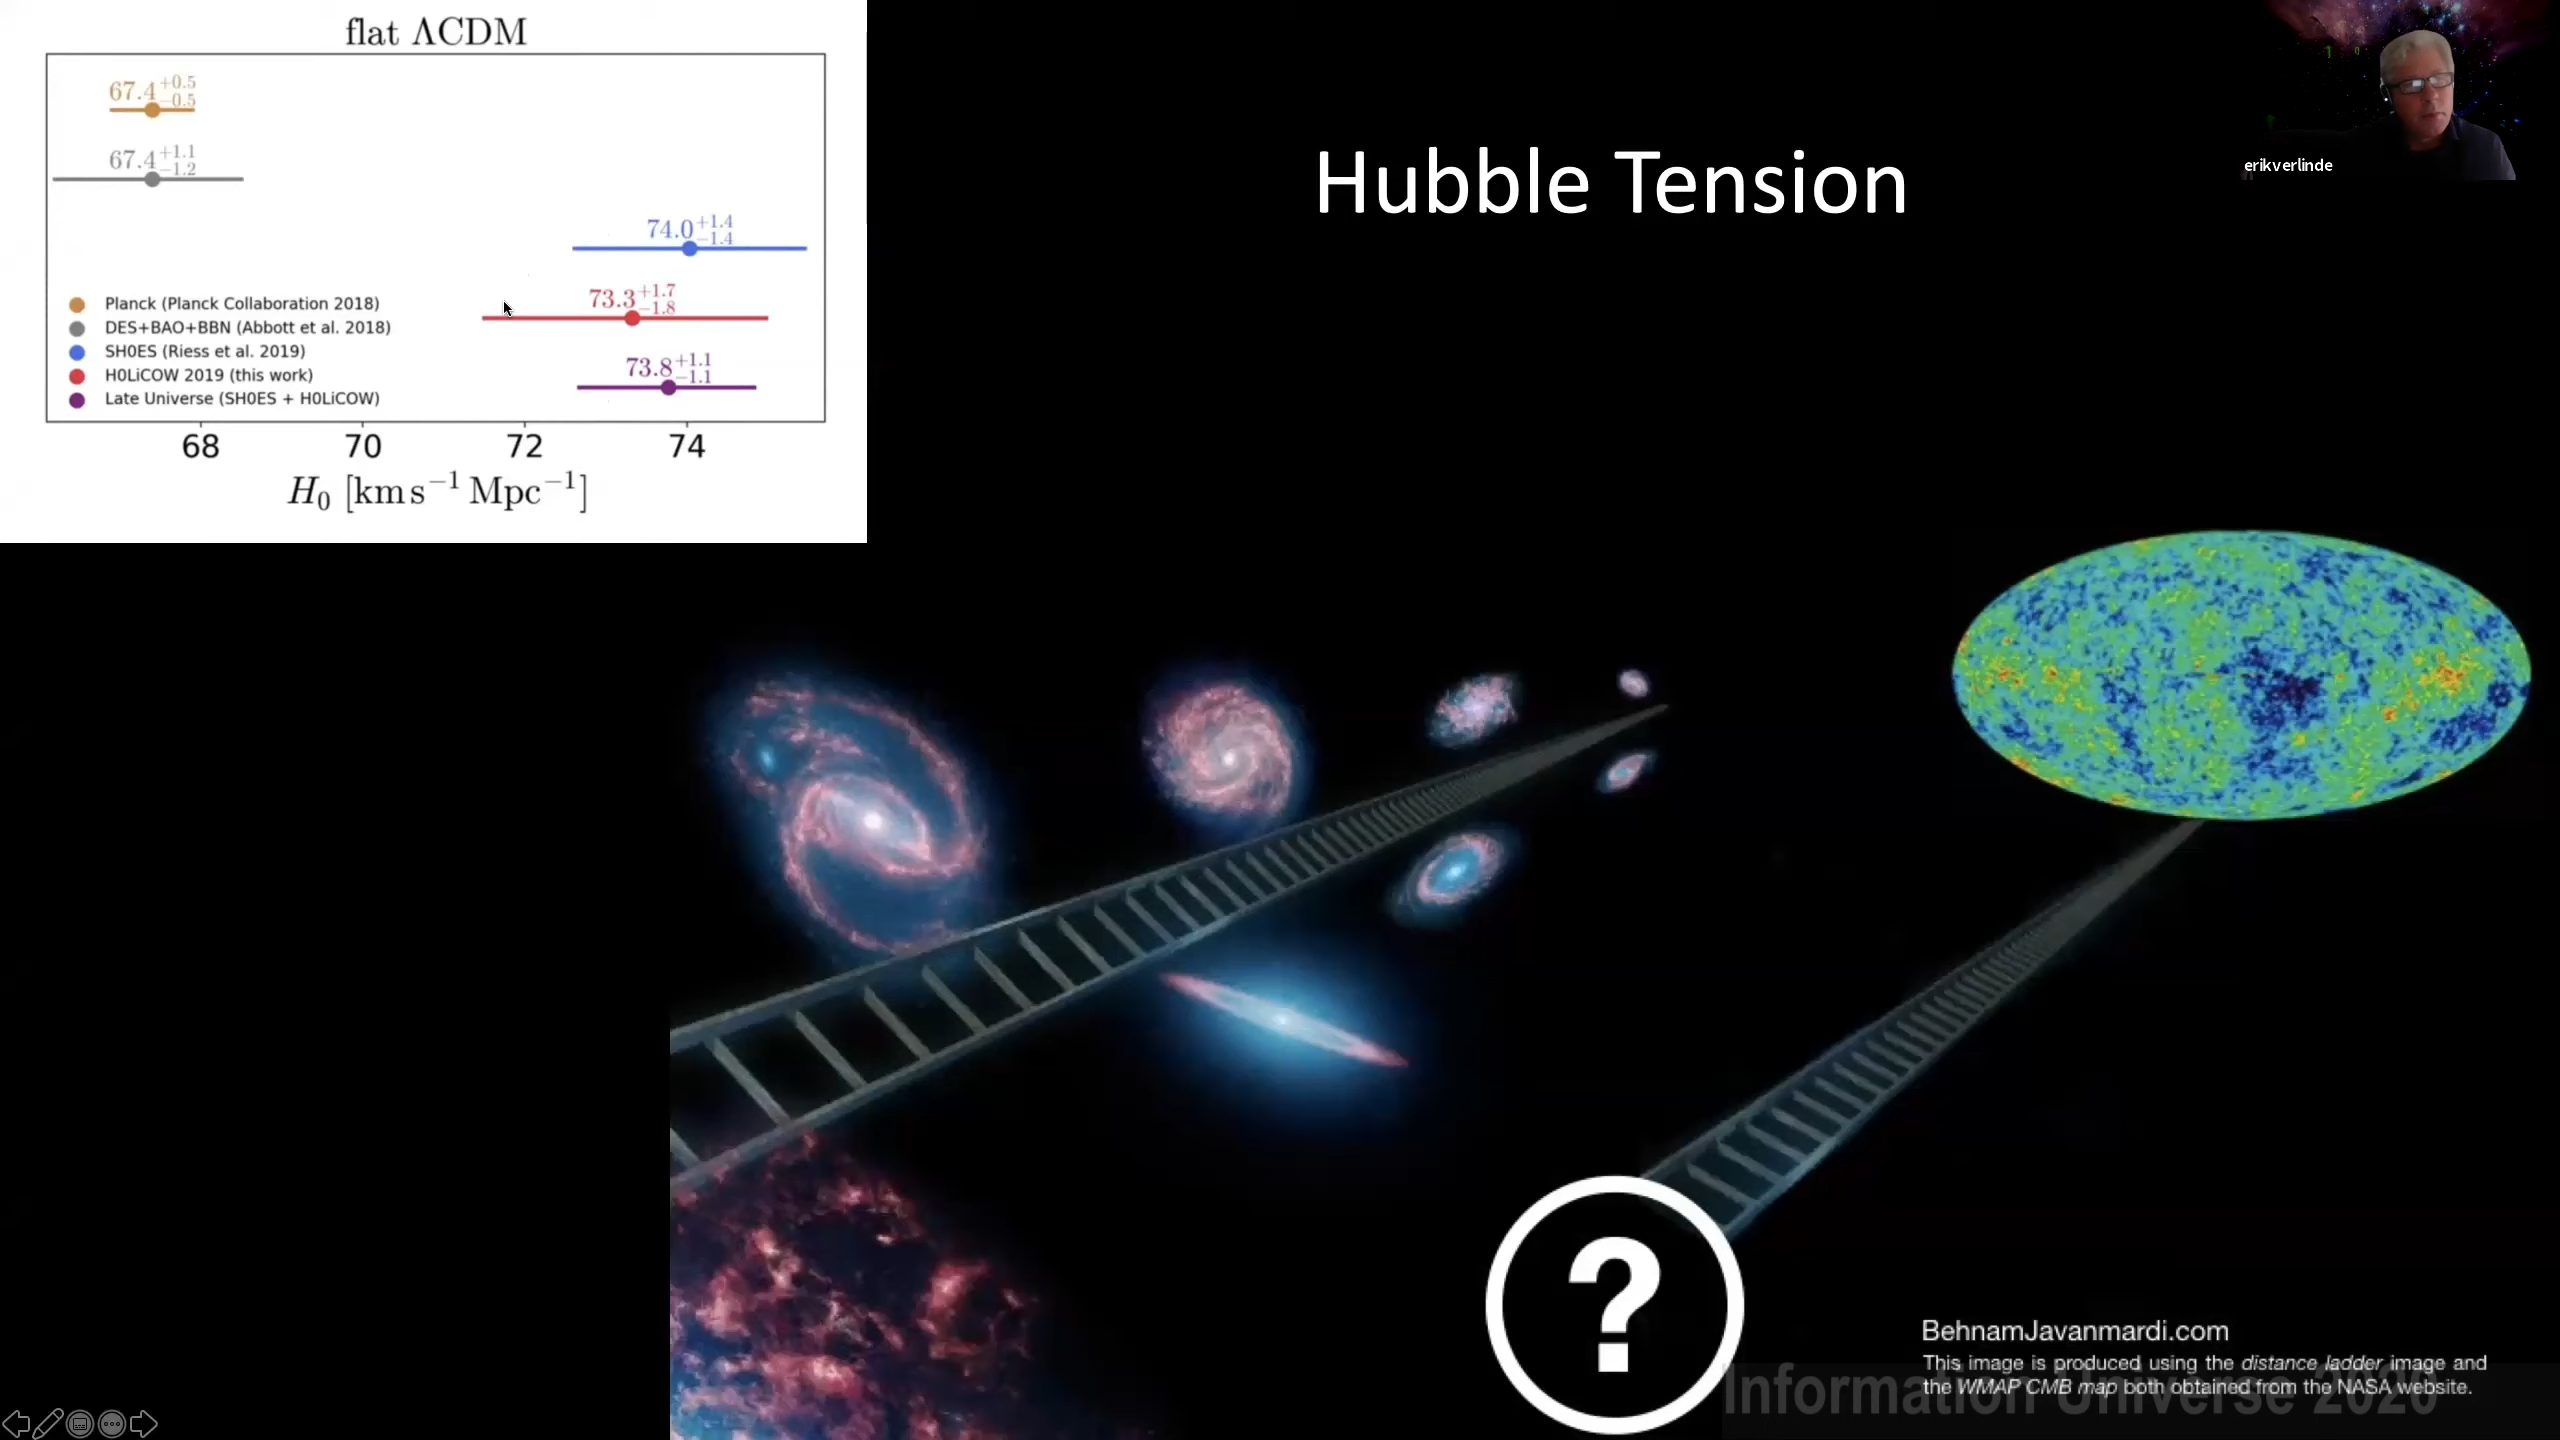 flat ΛCDM
67.4+0.5−0.5
67.4+1.1−1.2
74.0+1.4−1.4
73.3+1.7−1.8
73.8+1.1−1.1
Planck (Planck Collaboration 2018)
DES+BAO+BBN (Abbott et al. 2018)
SH0ES (Riess et al. 2019)
H0LiCOW 2019 (this work)
Late Universe (SH0ES + H0LiCOW)
68 70 72 74
H0 [km s−1 Mpc−1]
Hubble Tension
erikverlinde
?
BehnamJavanmardi.com
This image is produced using the distance ladder image and
the WMAP CMB map both obtained from the NASA website.
Information Universe 2020